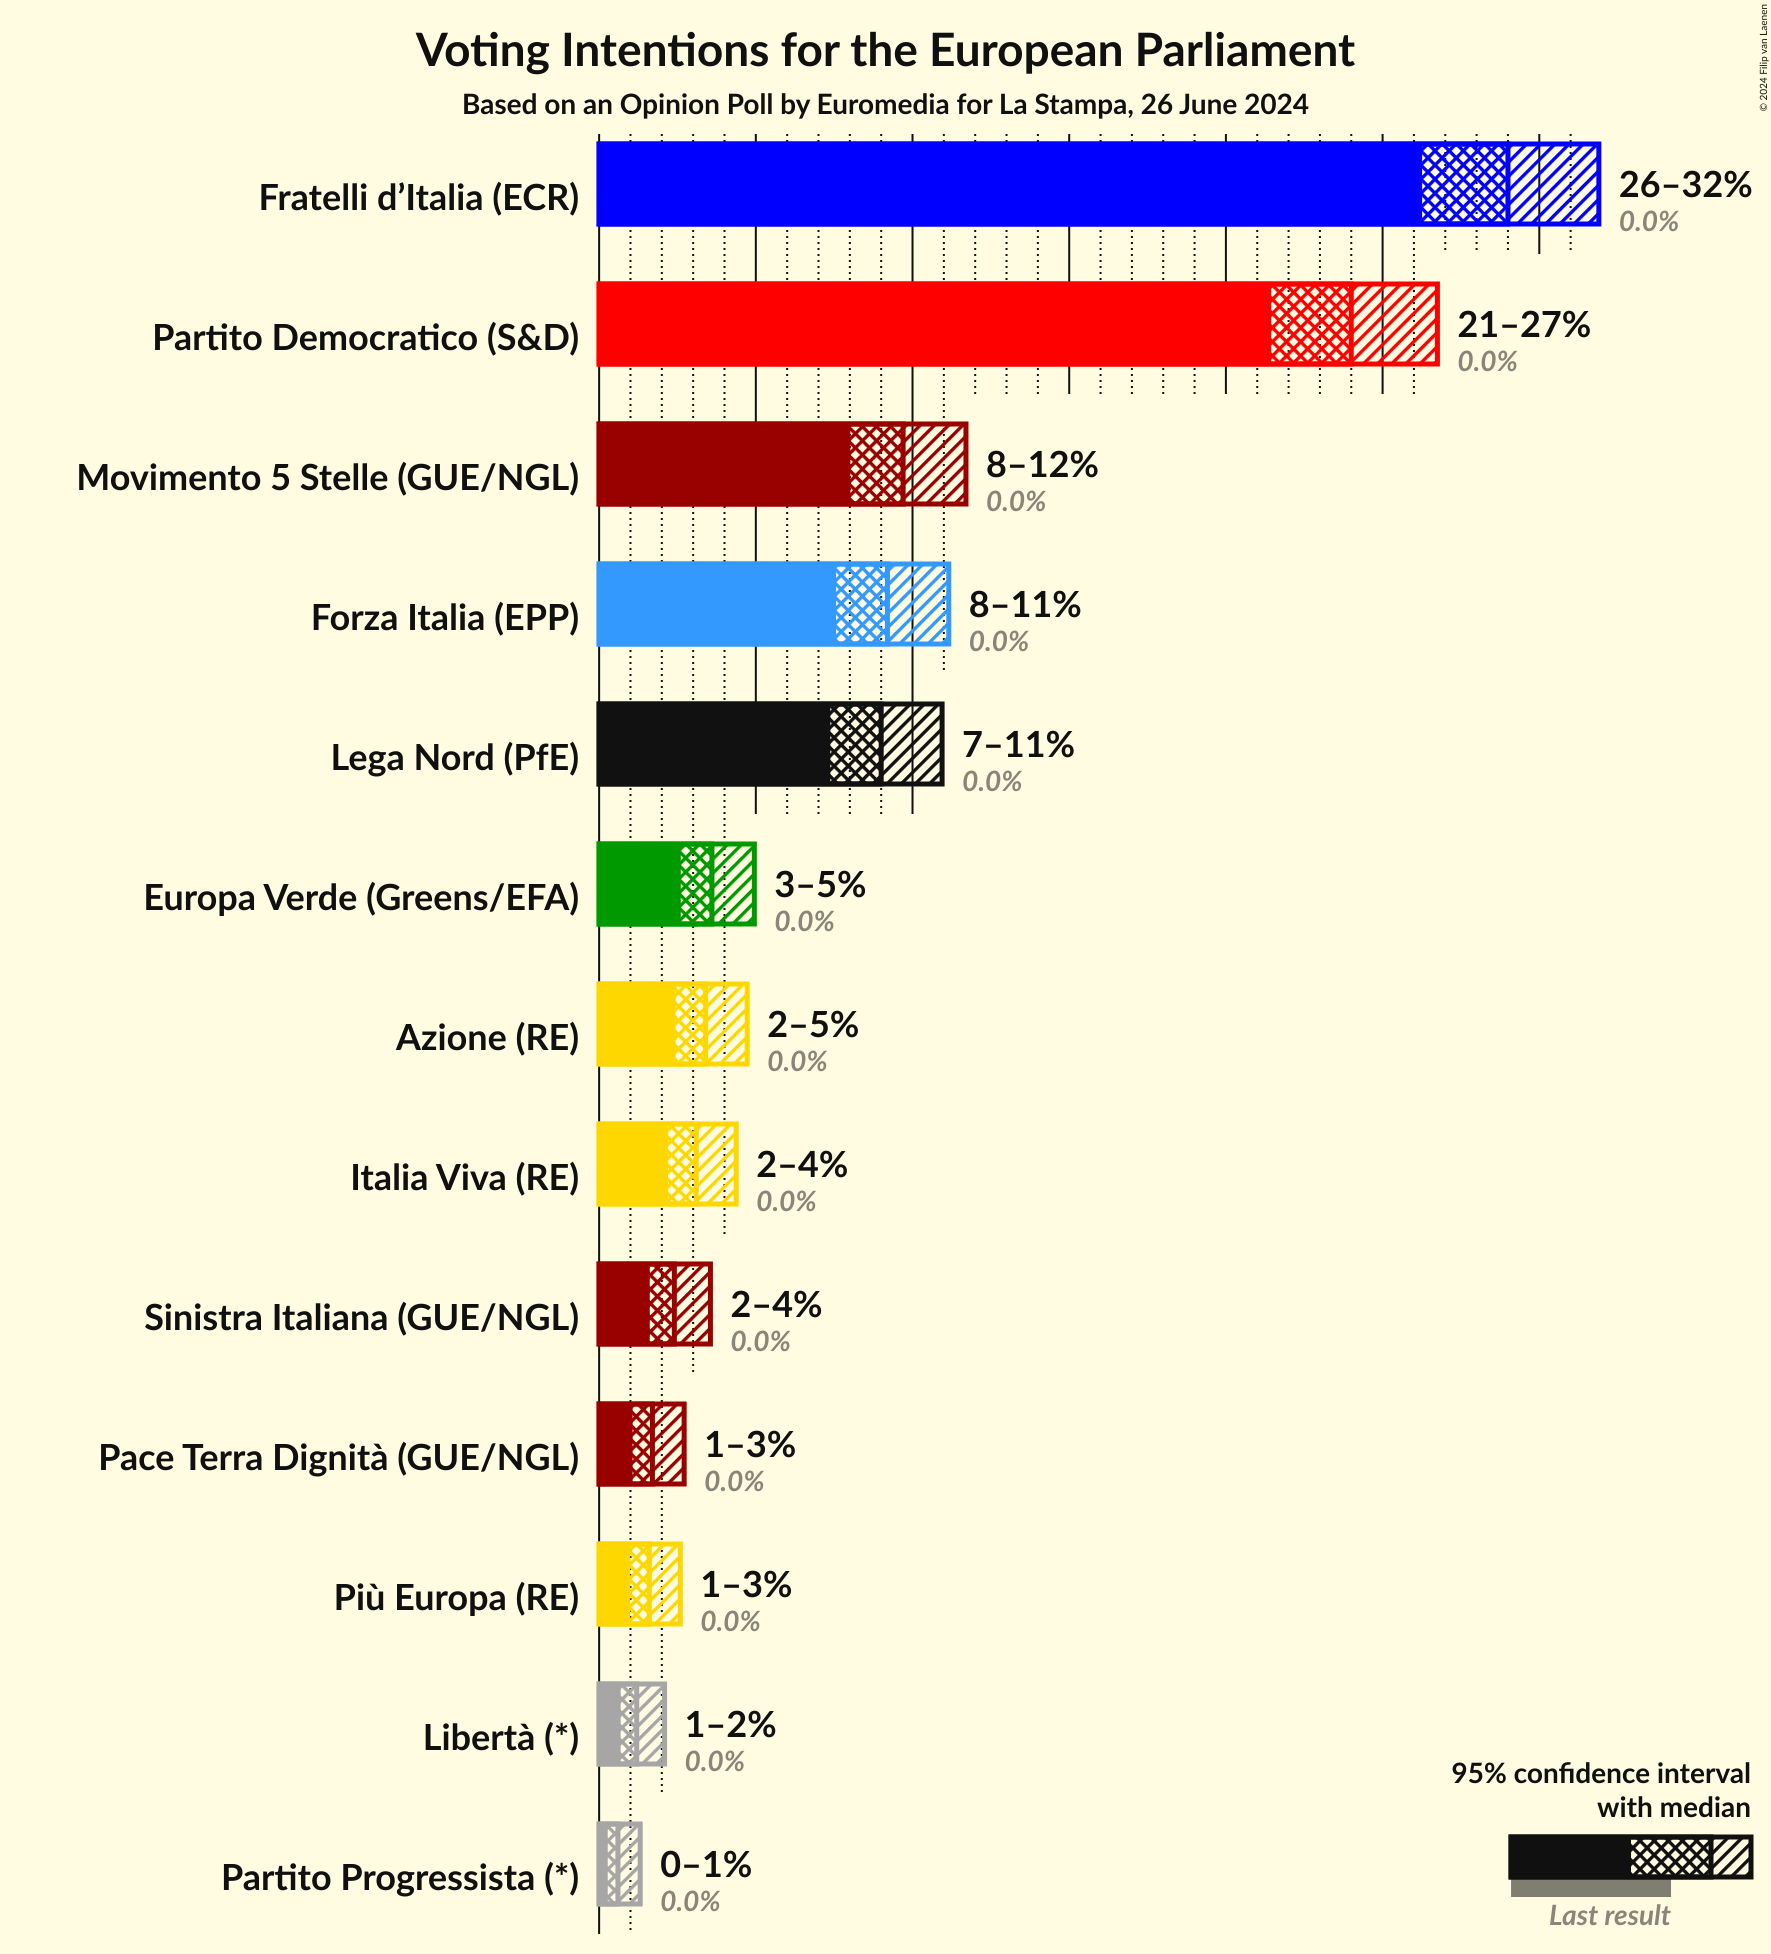 Voting Intentions for the European Parliament
Based on an Opinion Poll by Euromedia for La Stampa, 26 June 2024
© 2024 Filip van Laenen
Fratelli d’Italia (ECR)
26–32%
0.0%
Partito Democratico (S&D)
21–27%
0.0%
Movimento 5 Stelle (GUE/NGL)
8–12%
0.0%
Forza Italia (EPP)
8–11%
0.0%
Lega Nord (PfE)
7–11%
0.0%
Europa Verde (Greens/EFA)
3–5%
0.0%
Azione (RE)
2–5%
0.0%
Italia Viva (RE)
2–4%
0.0%
Sinistra Italiana (GUE/NGL)
2–4%
0.0%
Pace Terra Dignità (GUE/NGL)
1–3%
0.0%
Più Europa (RE)
1–3%
0.0%
Libertà (*)
1–2%
0.0%
Partito Progressista (*)
0–1%
0.0%
95% confidence interval
with median
Last result